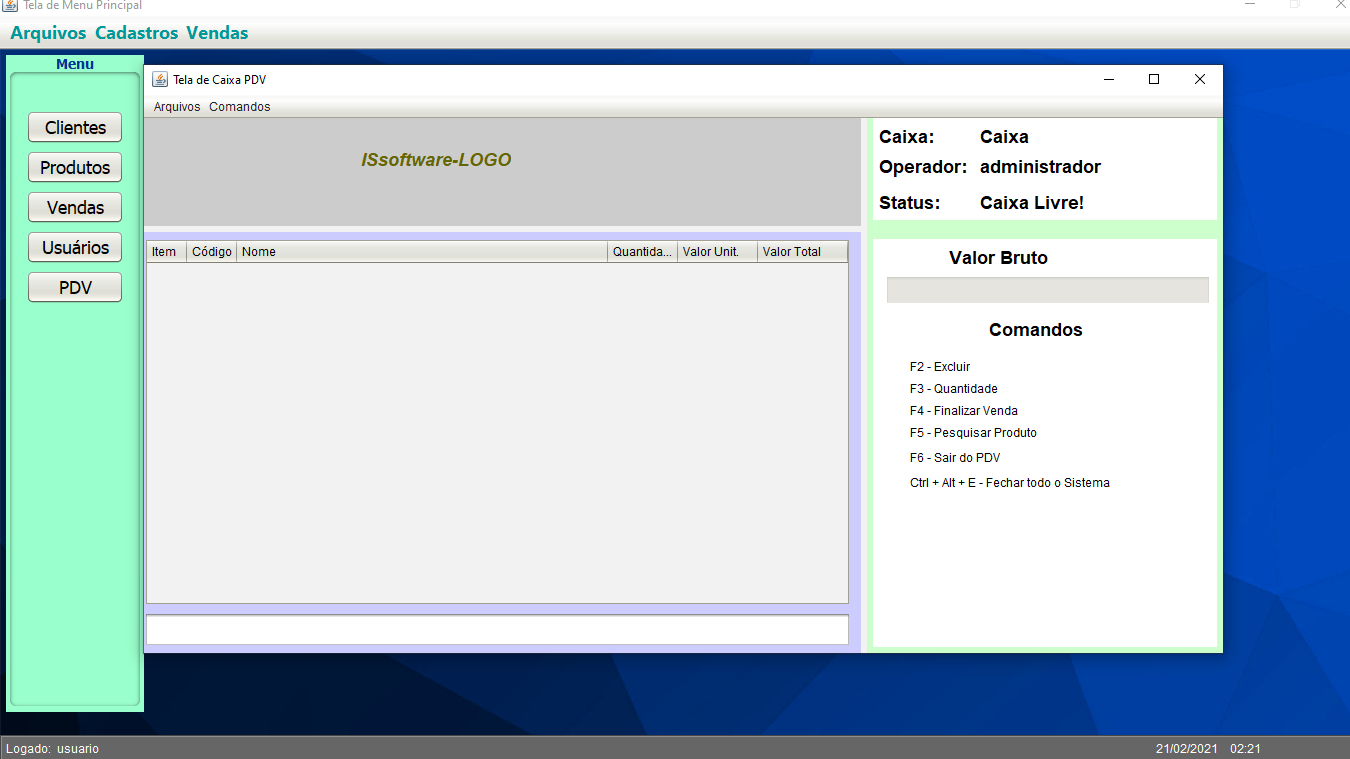 Tela de Menu Principal
Arquivos Cadastros Vendas
Menu
Clientes
Produtos
Vendas
Usuários
PDV
Tela de Caixa PDV
Arquivos Comandos
ISsoftware-LOGO
Item Código Nome Quantida... Valor Unit. Valor Total
Caixa: Caixa
Operador: administrador
Status: Caixa Livre!
Valor Bruto
Comandos
F2 - Excluir
F3 - Quantidade
F4 - Finalizar Venda
F5 - Pesquisar Produto
F6 - Sair do PDV
Ctrl + Alt + E - Fechar todo o Sistema
Logado: usuario 21/02/2021 02:21